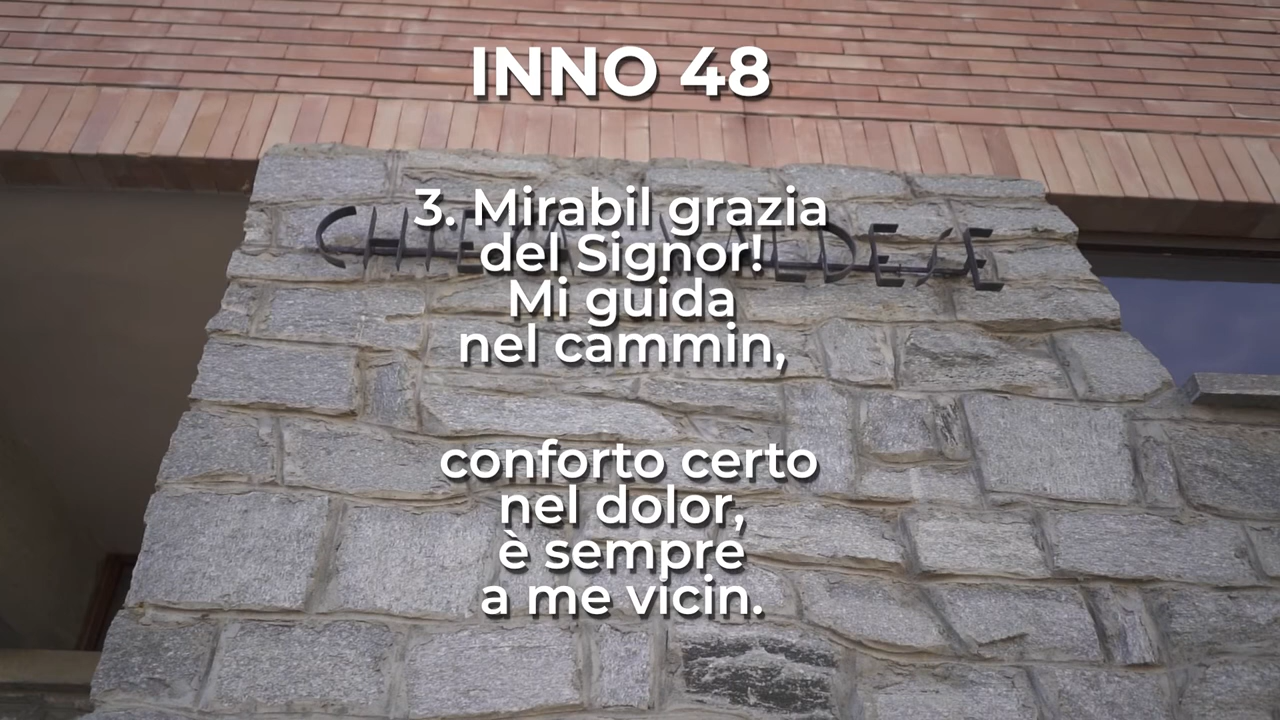 INNO 48
3. Mirabil grazia
del Signor!
Mi guida
nel cammin,
conforto certo
nel dolor,
è sempre
a me vicin.